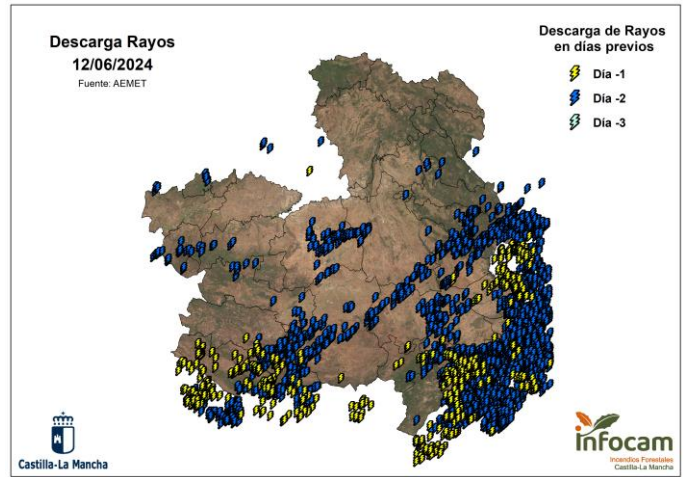 Descarga Rayos
12/06/2024
Fuente: AEMET
Descarga de Rayos
en días previos
Día -1
Día -2
Día -3
Castilla-La Mancha
infocam
Incendios Forestales
Castilla-La Mancha